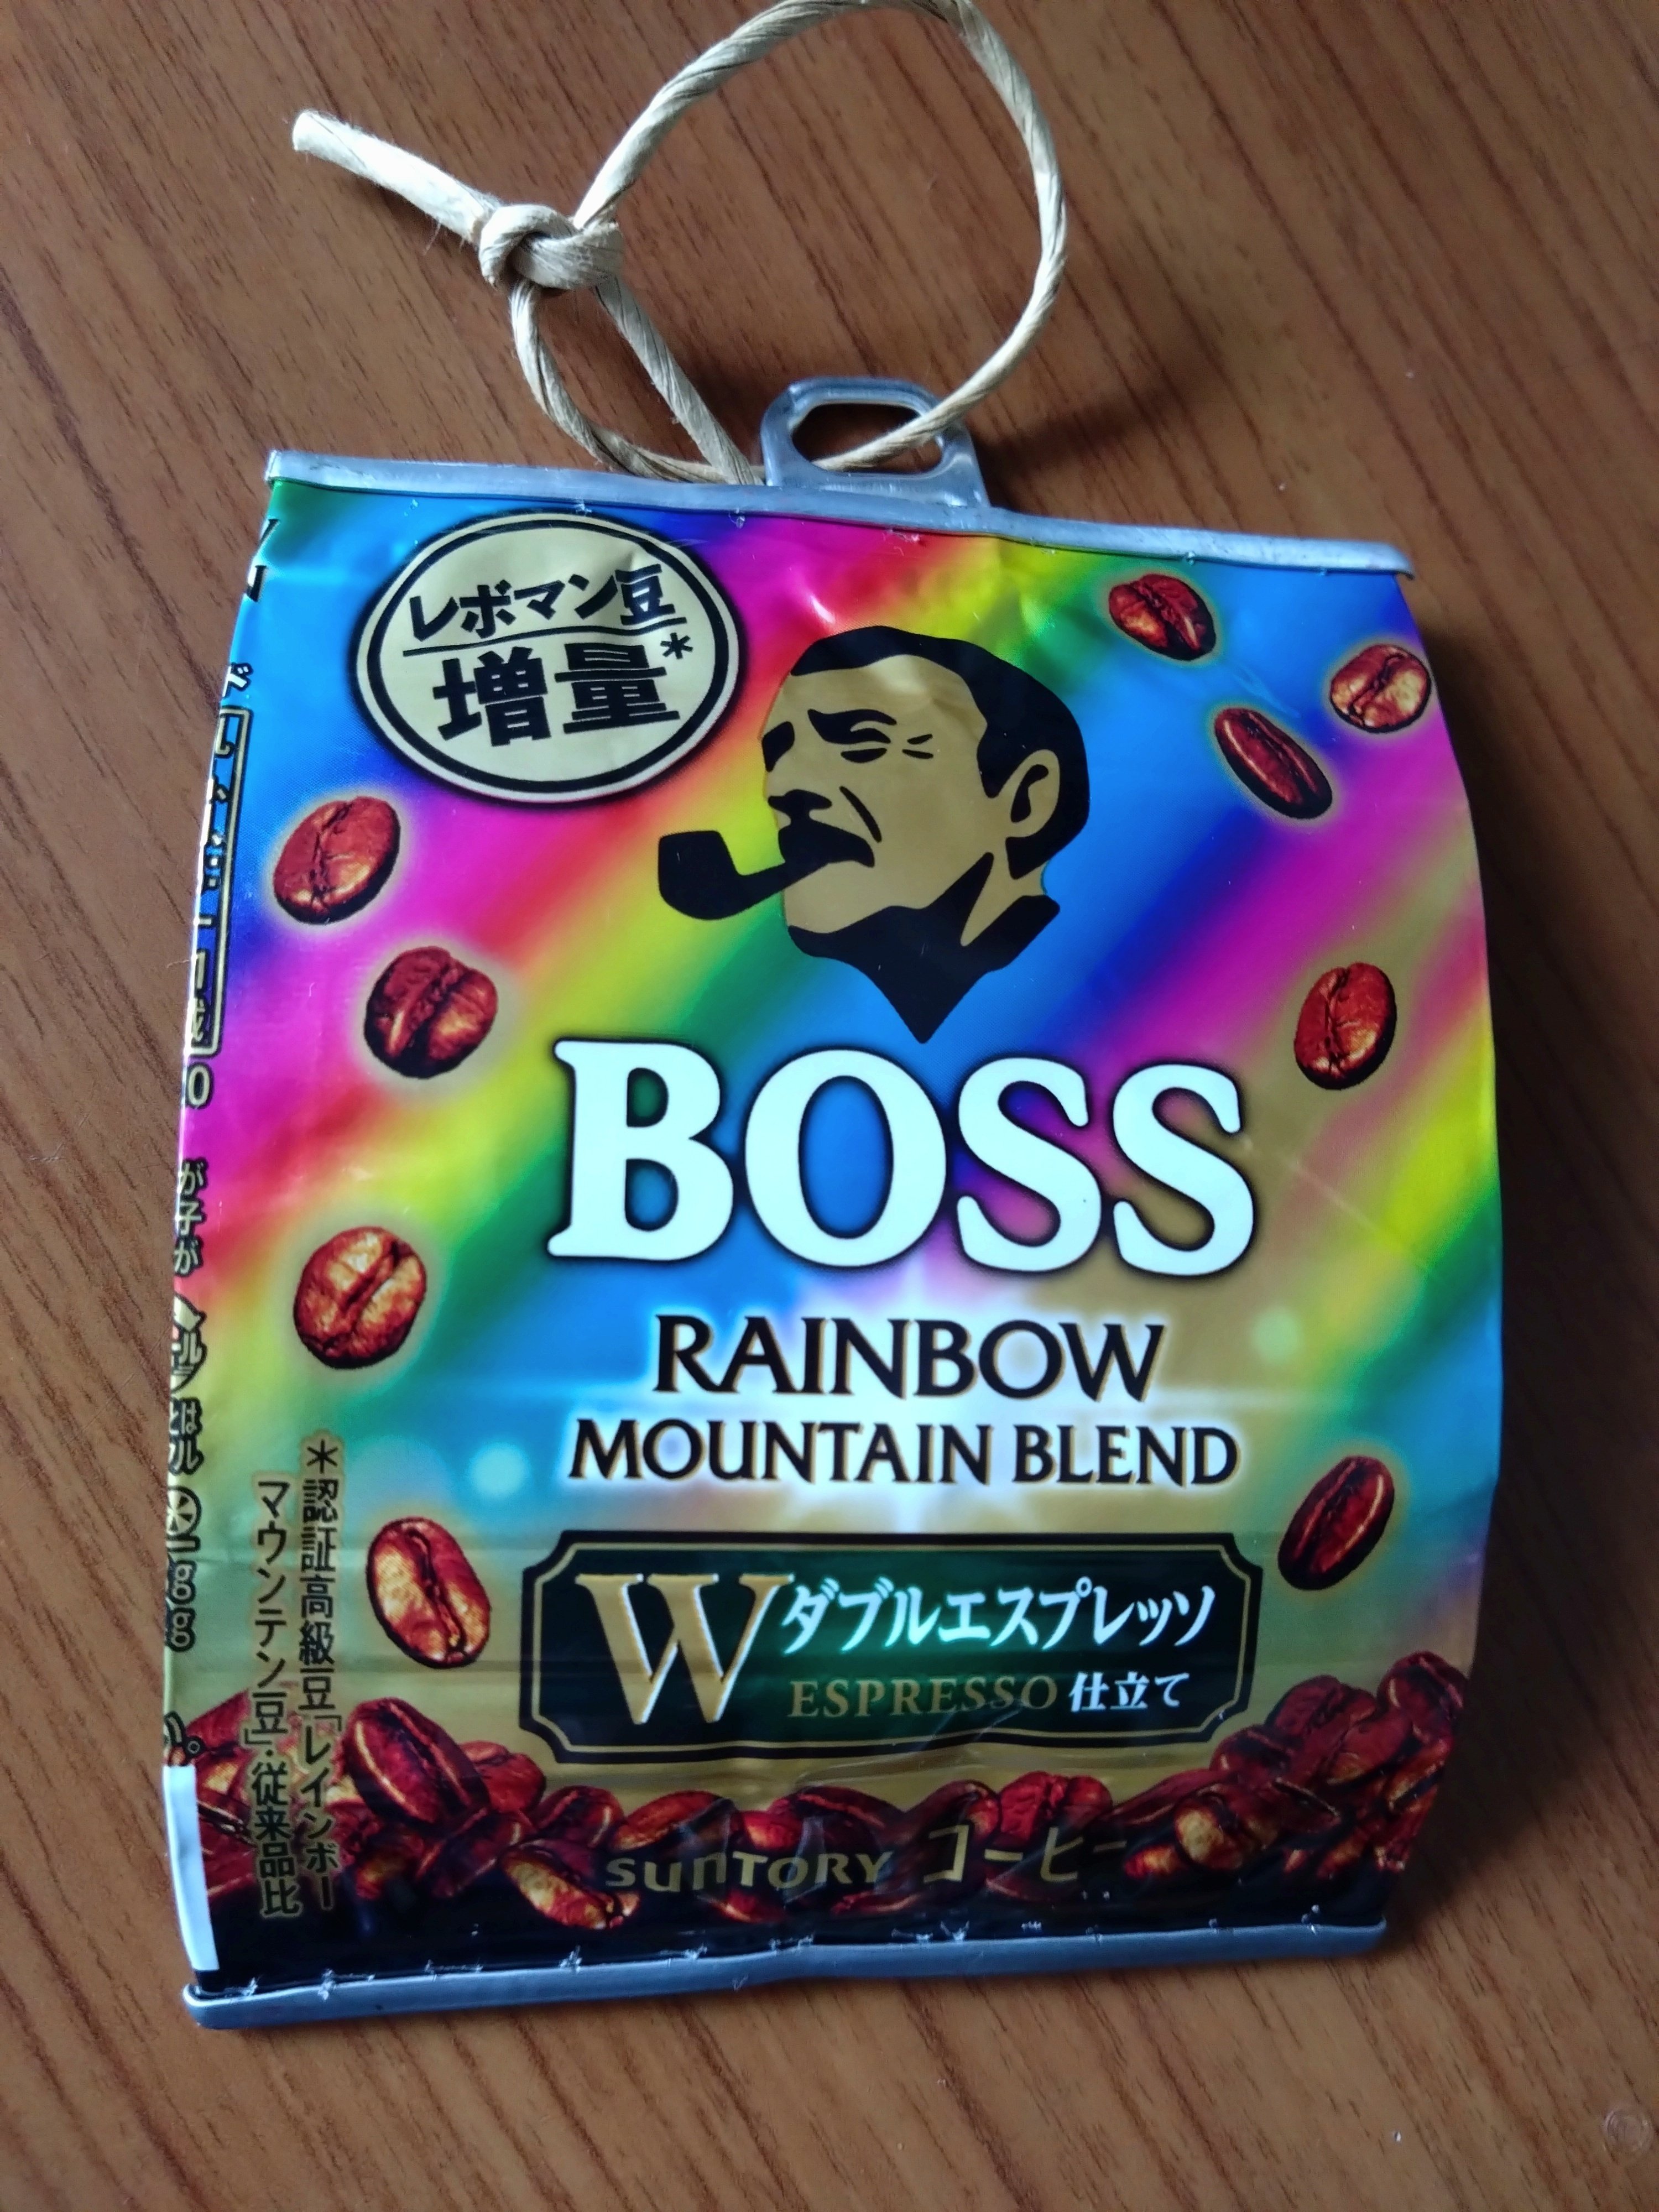 レボマン豆
増量*
BOSS
RAINBOW
MOUNTAIN BLEND
W ダブルエスプレッソ
ESPRESSO 仕立て
SUNTORY コーヒー
*認証高級豆「レインボー
マウンテン豆」・従来品比